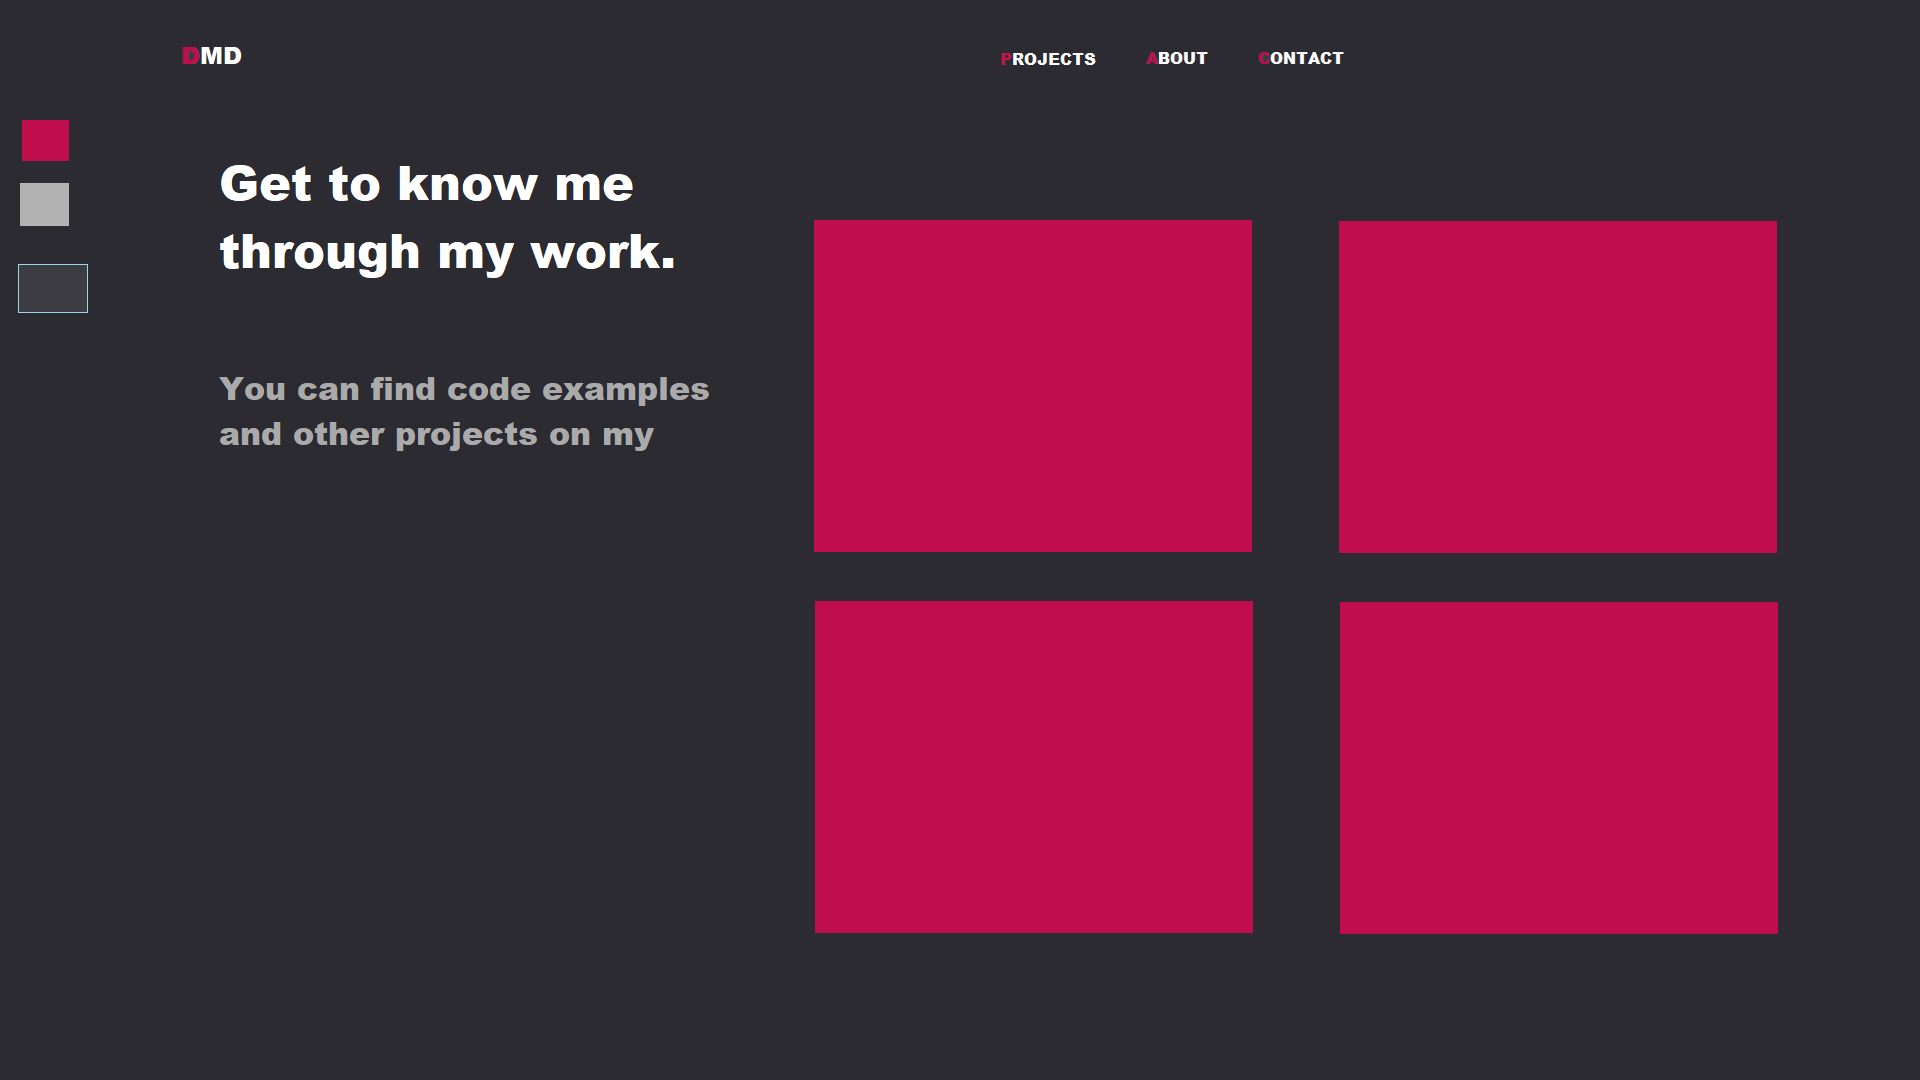 DMD
PROJECTS ABOUT CONTACT
Get to know me
through my work.
You can find code examples
and other projects on my